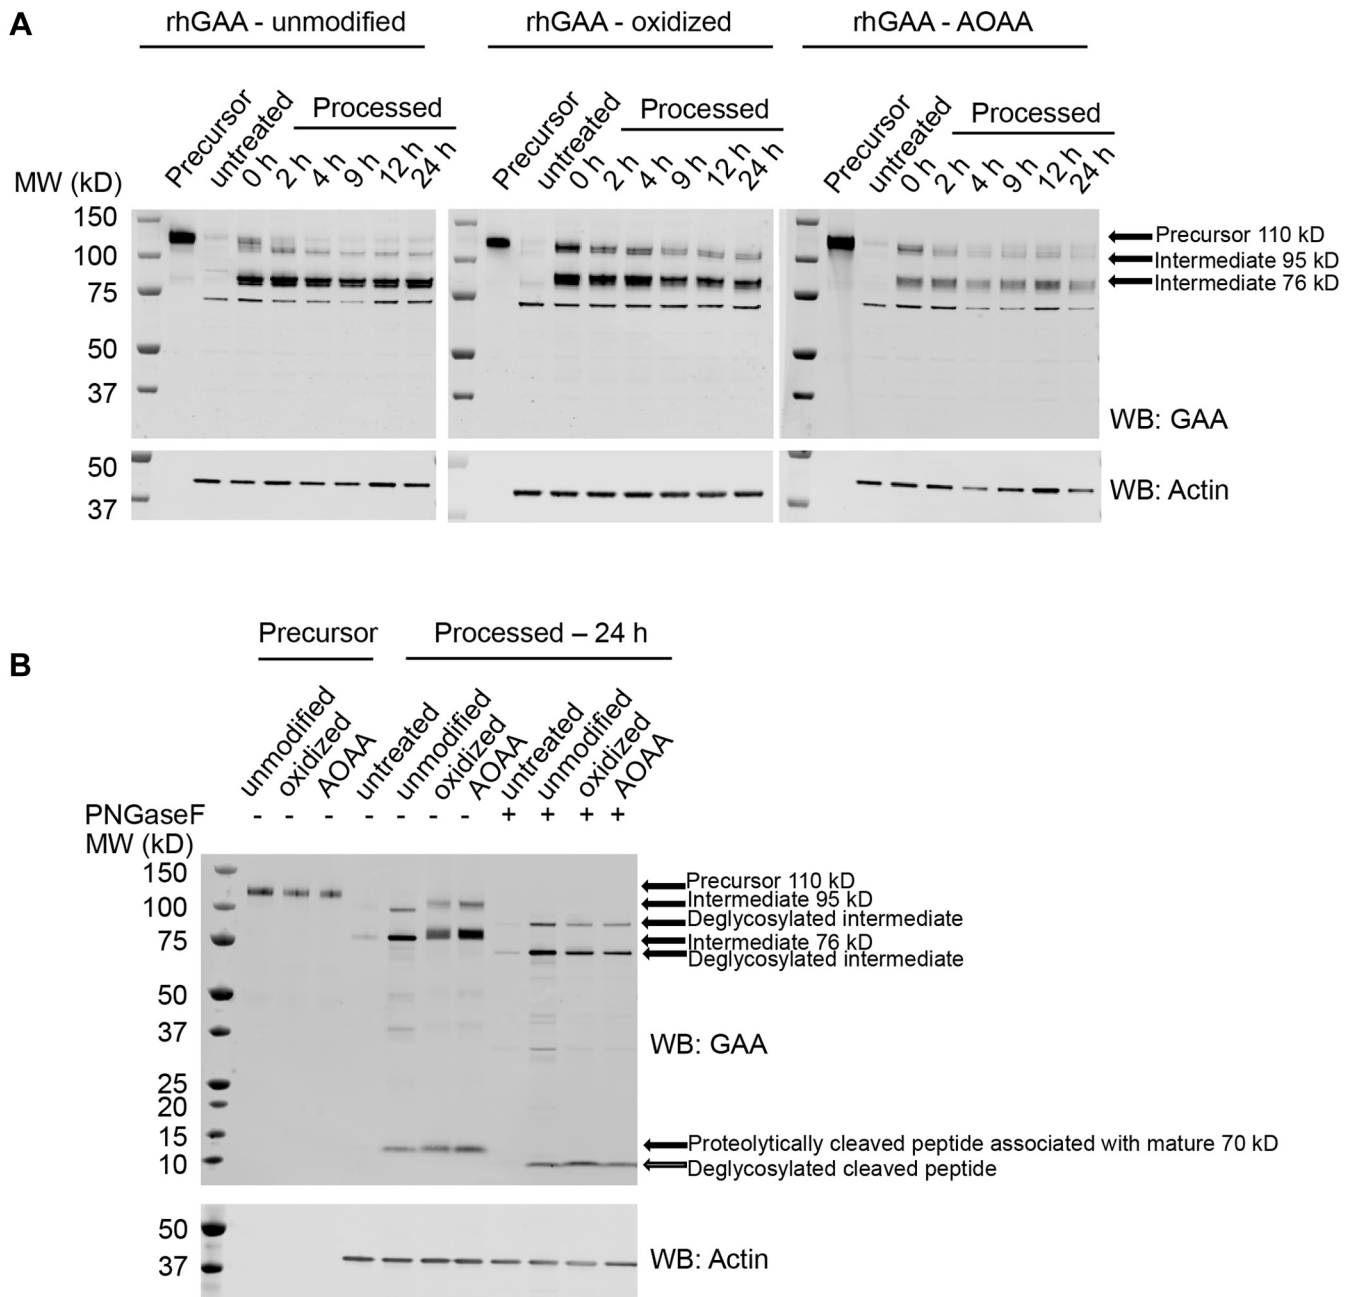 A
rhGAA - unmodified
rhGAA - oxidized
rhGAA - AOAA
Precursor
untreated
Processed
0 h
2 h
4 h
9 h
12 h
24 h
Precursor
untreated
Processed
0 h
2 h
4 h
9 h
12 h
24 h
Precursor
untreated
Processed
0 h
2 h
4 h
9 h
12 h
24 h
MW (kD)
150
100
75
50
37
Precursor 110 kD
Intermediate 95 kD
Intermediate 76 kD
WB: GAA
50
37
WB: Actin
B
Precursor
Processed – 24 h
unmodified
oxidized
AOAA
untreated
unmodified
oxidized
AOAA
untreated
unmodified
oxidized
AOAA
PNGaseF - - - - - - - + + + +
MW (kD)
150
100
75
50
37
25
20
15
10
Precursor 110 kD
Intermediate 95 kD
Deglycosylated intermediate
Intermediate 76 kD
Deglycosylated intermediate
WB: GAA
Proteolytically cleaved peptide associated with mature 70 kD
Deglycosylated cleaved peptide
50
37
WB: Actin